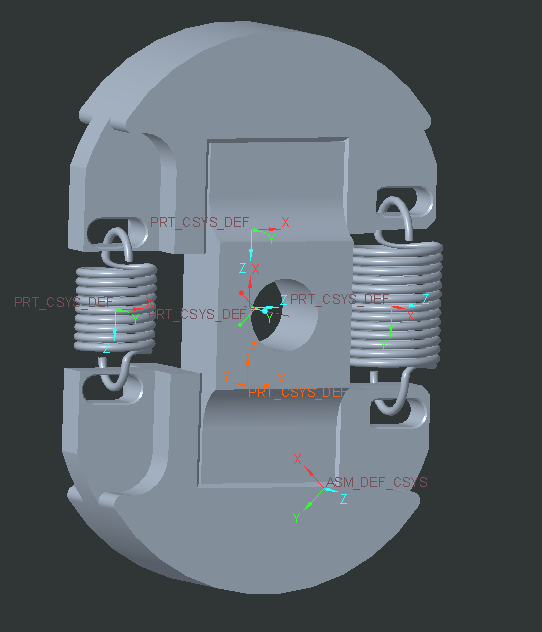 PRT_CSYS_DEF X
Y
Z X
PRT_CSYS_DEF X PRT_CSYS_DEF Z PRT_CSYS_DEF Z
Y Y X
Z Y
Y Y
PRT_CSYS_DEF
X
ASM_DEF_CSYS
Z
Y